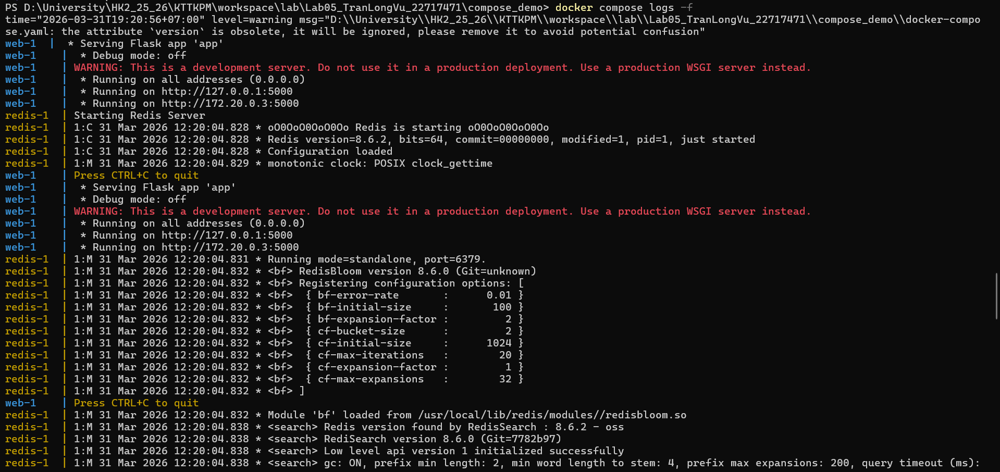 PS D:\University\HK2_25_26\KTTKPM\workspace\lab\Lab05_TranLongVu_22717471\compose_demo> docker compose logs -f
time="2026-03-31T19:20:56+07:00" level=warning msg="D:\\University\\HK2_25_26\\KTTKPM\\workspace\\lab\\Lab05_TranLongVu_22717471\\compose_demo\\docker-compo
se.yaml: the attribute `version` is obsolete, it will be ignored, please remove it to avoid potential confusion"
web-1  |  * Serving Flask app 'app'
web-1    |  * Debug mode: off
web-1    | WARNING: This is a development server. Do not use it in a production deployment. Use a production WSGI server instead.
web-1    |  * Running on all addresses (0.0.0.0)
web-1    |  * Running on http://127.0.0.1:5000
web-1    |  * Running on http://172.20.0.3:5000
redis-1  | Starting Redis Server
redis-1  | 1:C 31 Mar 2026 12:20:04.828 * oO0OoO0OoO0Oo Redis is starting oO0OoO0OoO0Oo
redis-1  | 1:C 31 Mar 2026 12:20:04.828 * Redis version=8.6.2, bits=64, commit=00000000, modified=1, pid=1, just started
redis-1  | 1:C 31 Mar 2026 12:20:04.828 * Configuration loaded
redis-1  | 1:M 31 Mar 2026 12:20:04.829 * monotonic clock: POSIX clock_gettime
web-1    | Press CTRL+C to quit
web-1    |  * Serving Flask app 'app'
web-1    |  * Debug mode: off
web-1    | WARNING: This is a development server. Do not use it in a production deployment. Use a production WSGI server instead.
web-1    |  * Running on all addresses (0.0.0.0)
web-1    |  * Running on http://127.0.0.1:5000
web-1    |  * Running on http://172.20.0.3:5000
redis-1  | 1:M 31 Mar 2026 12:20:04.831 * Running mode=standalone, port=6379.
redis-1  | 1:M 31 Mar 2026 12:20:04.832 * <bf> RedisBloom version 8.6.0 (Git=unknown)
redis-1  | 1:M 31 Mar 2026 12:20:04.832 * <bf> Registering configuration options: [
redis-1  | 1:M 31 Mar 2026 12:20:04.832 * <bf>  { bf-error-rate       :      0.01 }
redis-1  | 1:M 31 Mar 2026 12:20:04.832 * <bf>  { bf-initial-size     :       100 }
redis-1  | 1:M 31 Mar 2026 12:20:04.832 * <bf>  { bf-expansion-factor :         2 }
redis-1  | 1:M 31 Mar 2026 12:20:04.832 * <bf>  { cf-bucket-size      :         2 }
redis-1  | 1:M 31 Mar 2026 12:20:04.832 * <bf>  { cf-initial-size     :      1024 }
redis-1  | 1:M 31 Mar 2026 12:20:04.832 * <bf>  { cf-max-iterations   :        20 }
redis-1  | 1:M 31 Mar 2026 12:20:04.832 * <bf>  { cf-expansion-factor :         1 }
redis-1  | 1:M 31 Mar 2026 12:20:04.832 * <bf>  { cf-max-expansions   :        32 }
redis-1  | 1:M 31 Mar 2026 12:20:04.832 * <bf> ]
web-1    | Press CTRL+C to quit
redis-1  | 1:M 31 Mar 2026 12:20:04.832 * Module 'bf' loaded from /usr/local/lib/redis/modules//redisbloom.so
redis-1  | 1:M 31 Mar 2026 12:20:04.838 * <search> Redis version found by RedisSearch : 8.6.2 - oss
redis-1  | 1:M 31 Mar 2026 12:20:04.838 * <search> RediSearch version 8.6.0 (Git=7782b97)
redis-1  | 1:M 31 Mar 2026 12:20:04.838 * <search> Low level api version 1 initialized successfully
redis-1  | 1:M 31 Mar 2026 12:20:04.838 * <search> gc: ON, prefix min length: 2, min word length to stem: 4, prefix max expansions: 200, query timeout (ms):